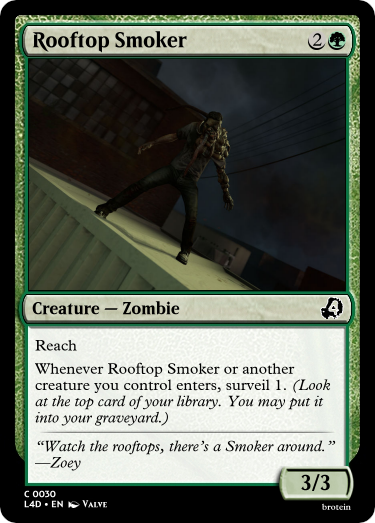 Rooftop Smoker 2
Creature — Zombie 4
Reach
Whenever Rooftop Smoker or another
creature you control enters, surveil 1. (Look
at the top card of your library. You may put it
into your graveyard.)
“Watch the rooftops, there’s a Smoker around.”
—Zoey
3/3
C 0030
L4D • EN Valve
brotein